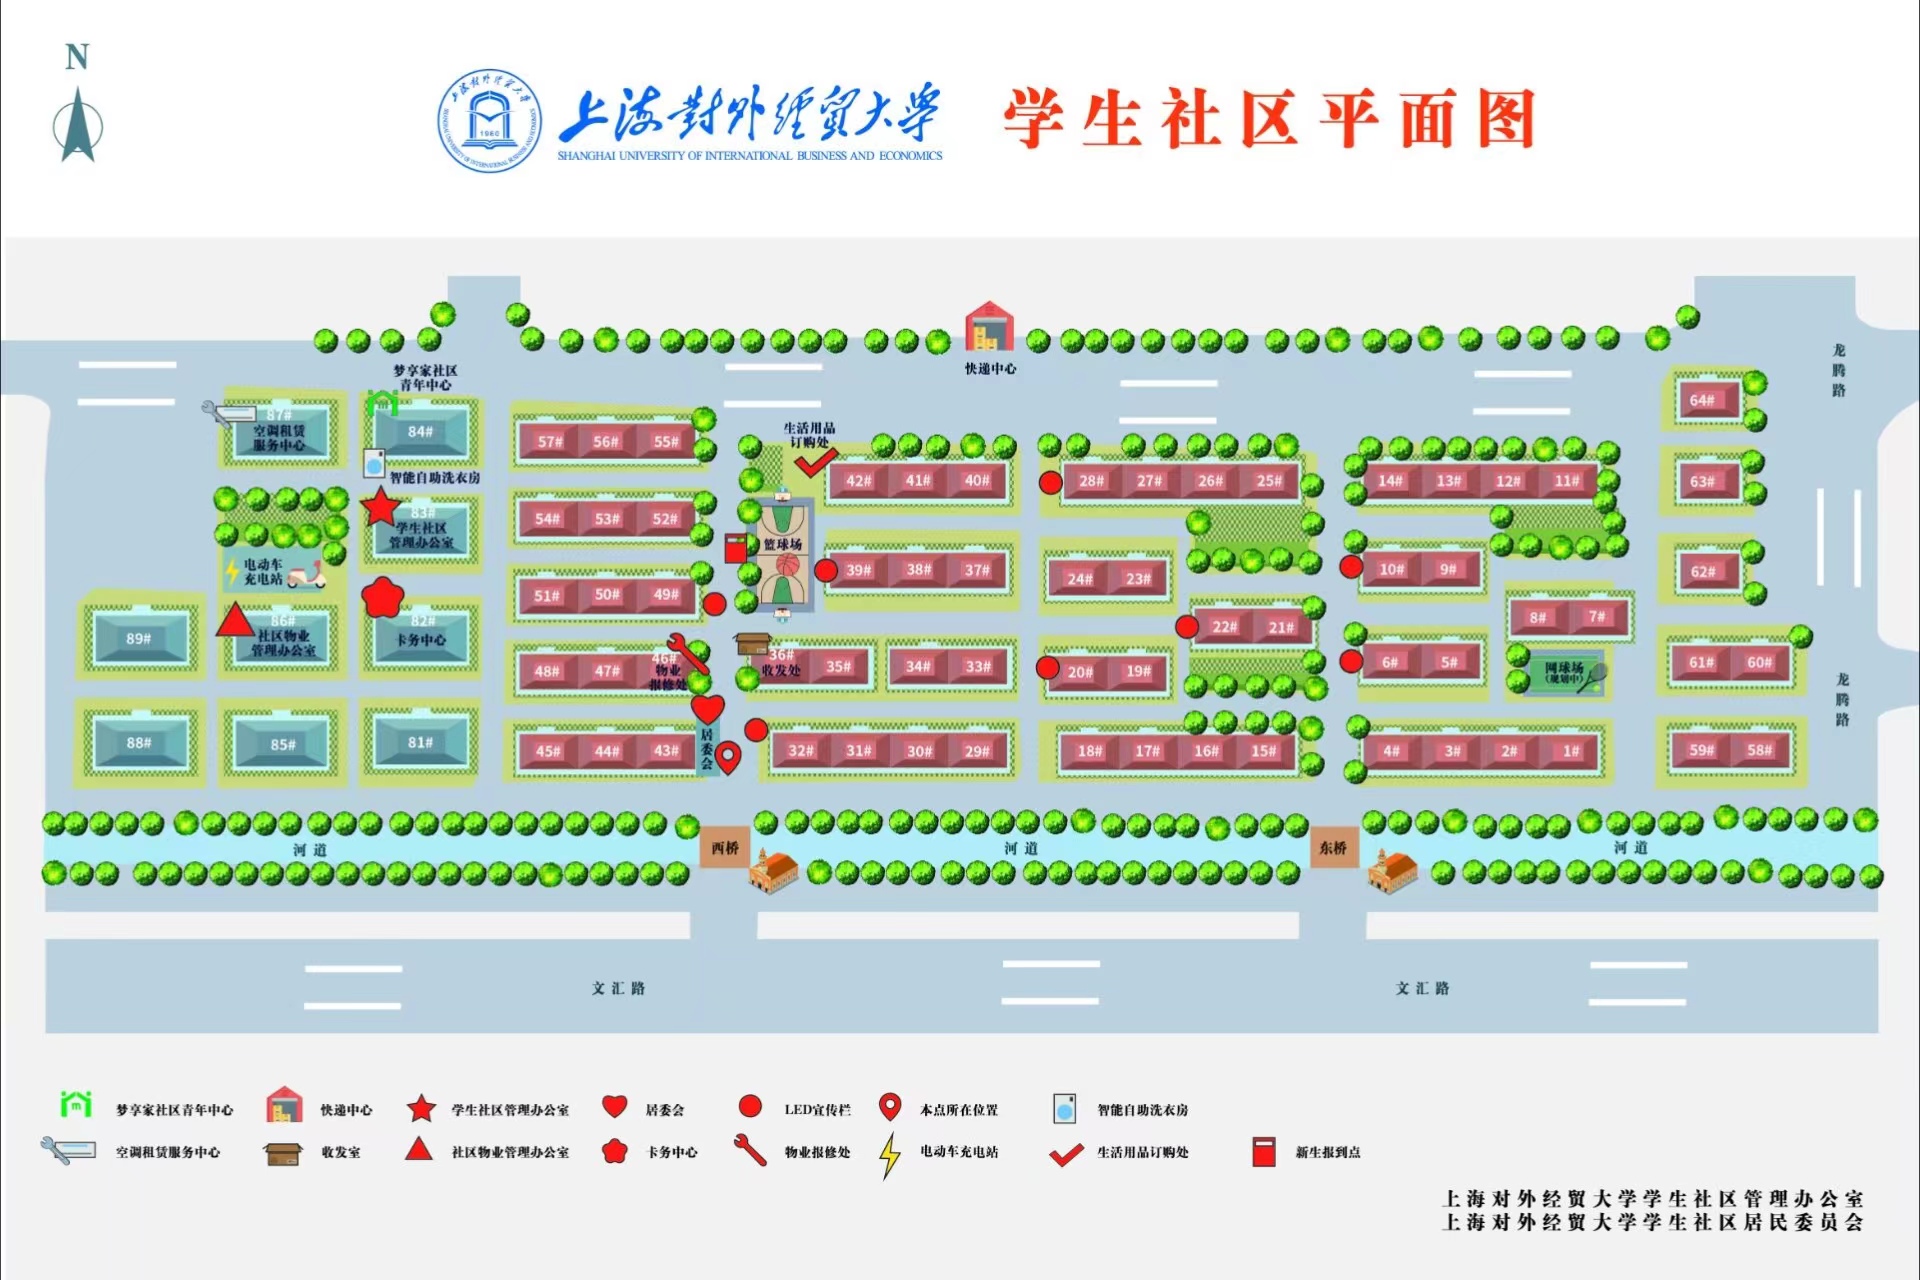 N
上海對外經貿大學
SHANGHAI UNIVERSITY OF INTERNATIONAL BUSINESS AND ECONOMICS
1960
学生社区平面图
快递中心
龙腾路
梦享家社区
青年中心
87#
空调租赁
服务中心
84#
智能自助洗衣房
57# 56# 55#
生活用品
订购处
42# 41# 40#
28# 27# 26# 25#
14# 13# 12# 11#
64#
63#
83#
学生社区
管理办公室
54# 53# 52#
篮球场
39# 38# 37#
24# 23#
10# 9#
62#
电动车
充电站
51# 50# 49#
22# 21#
8# 7#
89#
86#
社区物业
管理办公室
82#
卡务中心
48# 47# 46#
物业
报修处
36#
收发处
35#
34# 33#
20# 19#
6# 5#
网球场
(规划中)
61# 60#
龙腾路
88#
85#
81#
45# 44# 43#
居委会
32# 31# 30# 29#
18# 17# 16# 15#
4# 3# 2# 1#
59# 58#
河道
西桥
河道
东桥
河道
文汇路
文汇路
梦享家社区青年中心
快递中心
学生社区管理办公室
居委会
LED宣传栏
本点所在位置
智能自助洗衣房
空调租赁服务中心
收发室
社区物业管理办公室
卡务中心
物业报修处
电动车充电站
生活用品订购处
新生报到点
上海对外经贸大学学生社区管理办公室
上海对外经贸大学学生社区居民委员会